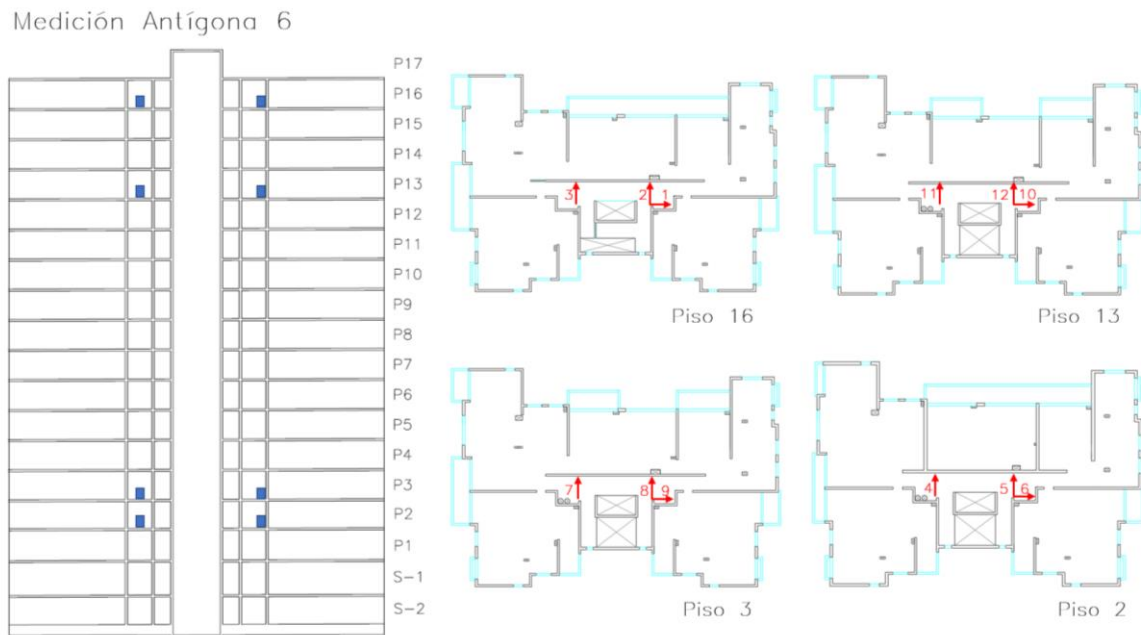 Medición Antígona 6
P17
P16
P15
P14
P13
P12
P11
P10
P9
P8
P7
P6
P5
P4
P3
P2
P1
S-1
S-2
3 2 1
Piso 16
11 12 10
Piso 13
7 8 9
Piso 3
4 5 6
Piso 2